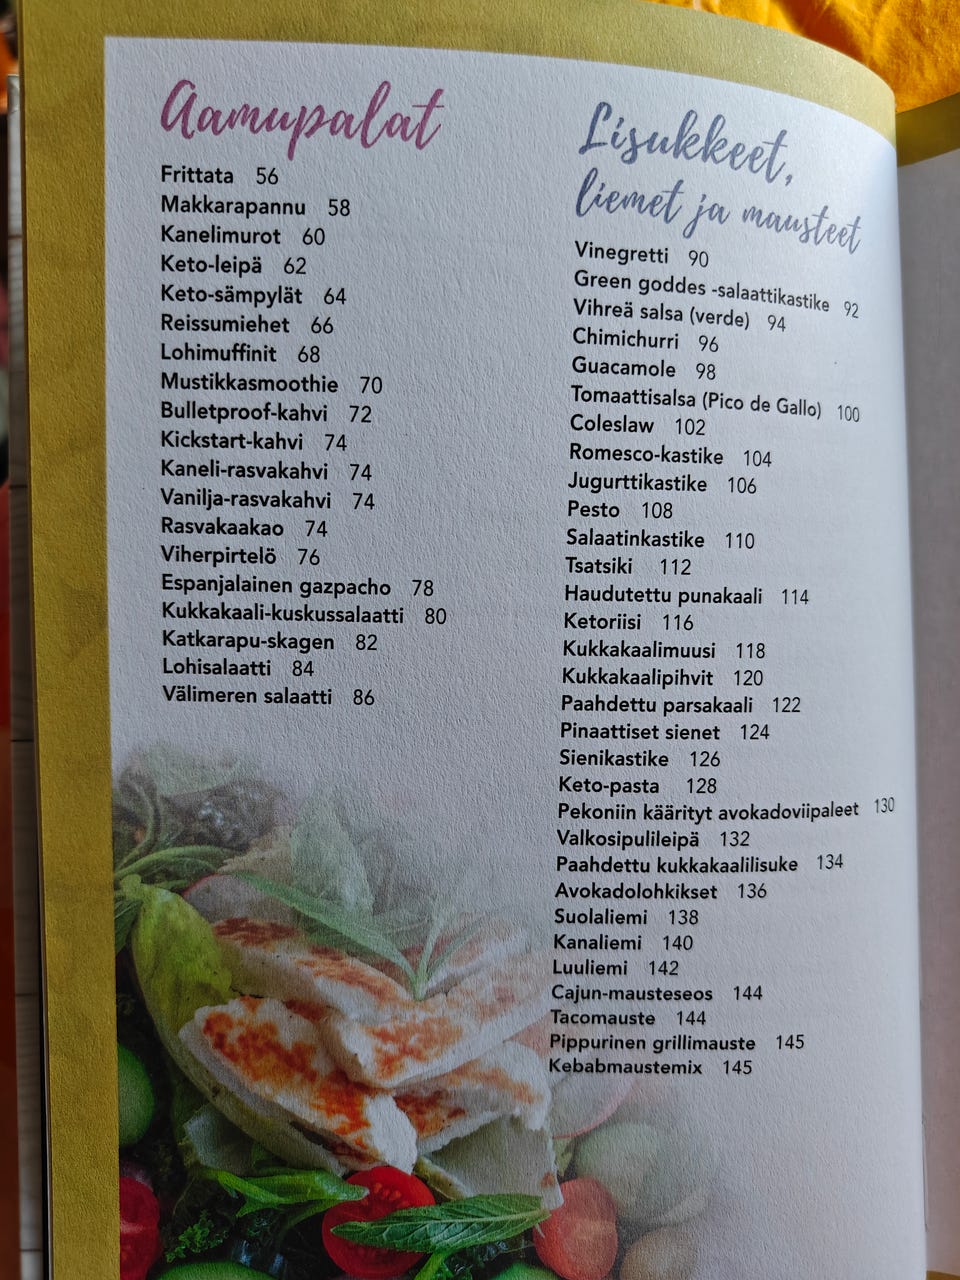 Aamupalat
Frittata 56
Makkarapannu 58
Kanelimurot 60
Keto-leipä 62
Keto-sämpylät 64
Reissumiehet 66
Lohimuffinit 68
Mustikkasmoothie 70
Bulletproof-kahvi 72
Kickstart-kahvi 74
Kaneli-rasvakahvi 74
Vanilja-rasvakahvi 74
Rasvakaakao 74
Viherpirtelö 76
Espanjalainen gazpacho 78
Kukkakaali-kuskussalaatti 80
Katkarapu-skagen 82
Lohisalaatti 84
Välimeren salaatti 86
Lisukkeet,
liemet ja mausteet
Vinegretti 90
Green goddes -salaattikastike 92
Vihreä salsa (verde) 94
Chimichurri 96
Guacamole 98
Tomaattisalsa (Pico de Gallo) 100
Coleslaw 102
Romesco-kastike 104
Jugurttikastike 106
Pesto 108
Salaatinkastike 110
Tsatsiki 112
Haudutettu punakaali 114
Ketoriisi 116
Kukkakaalimuusi 118
Kukkakaalipihvit 120
Paahdettu parsakaali 122
Pinaattiset sienet 124
Sienikastike 126
Keto-pasta 128
Pekoniin käärityt avokadoviipaleet 130
Valkosipulileipä 132
Paahdettu kukkakaalilisuke 134
Avokadolohkikset 136
Suolaliemi 138
Kanaliemi 140
Luuliemi 142
Cajun-mausteseos 144
Tacomauste 144
Pippurinen grillimauste 145
Kebabmaustemix 145